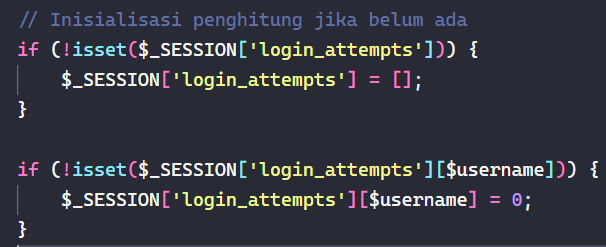 // Inisialisasi penghitung jika belum ada
if (!isset($_SESSION['login_attempts'])) {
    $_SESSION['login_attempts'] = [];
}

if (!isset($_SESSION['login_attempts'][$username])) {
    $_SESSION['login_attempts'][$username] = 0;
}